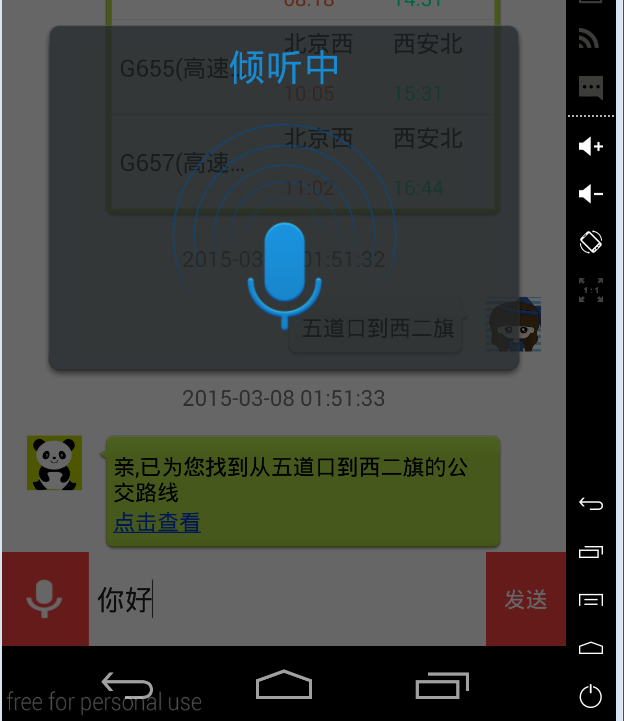 08:18 14:31
倾听中
北京西 西安北
G655(高速...
10:05 15:31
北京西 西安北
G657(高速...
11:02 16:44
2015-03-08 01:51:32
五道口到西二旗
2015-03-08 01:51:33
亲,已为您找到从五道口到西二旗的公
交路线
点击查看
你好
发送
free for personal use
1:1